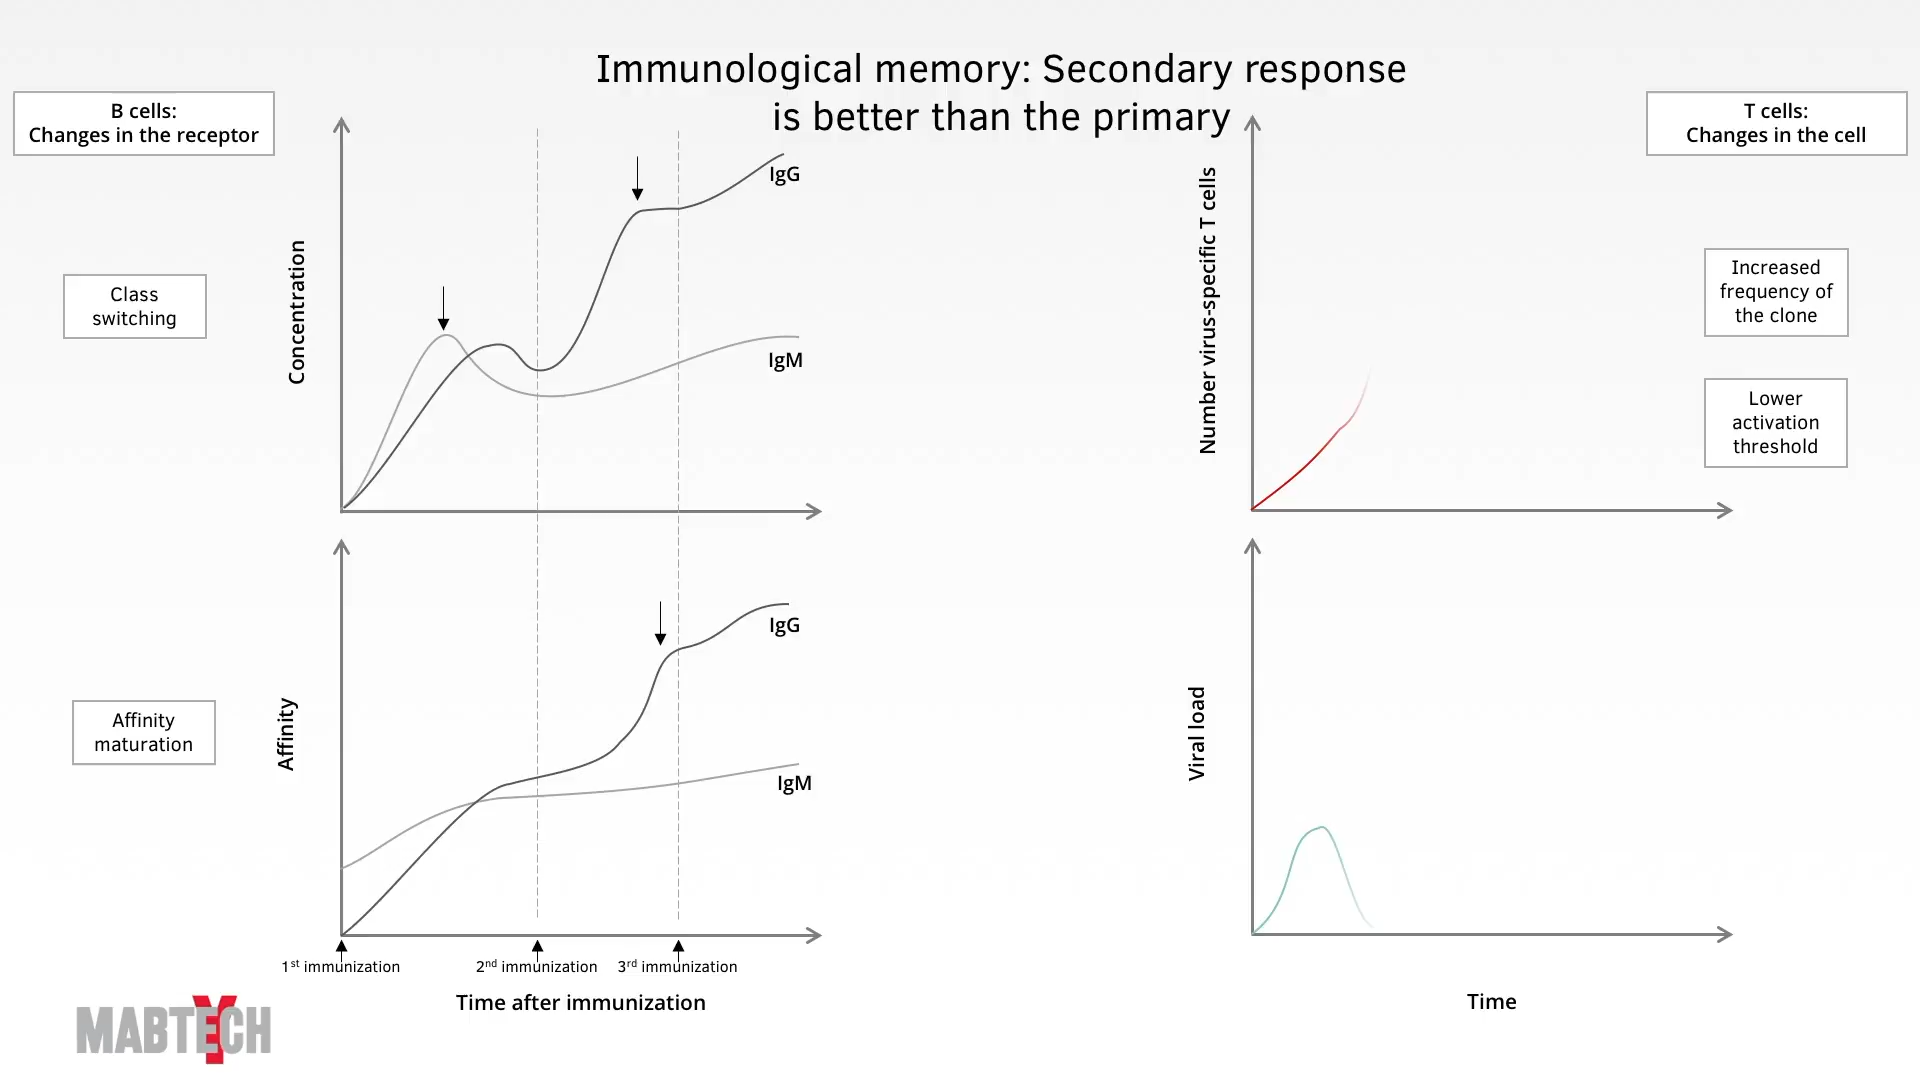 Immunological memory: Secondary response
is better than the primary
B cells:
Changes in the receptor
Class
switching
Affinity
maturation
Concentration
IgG
IgM
Affinity
IgG
IgM
1st immunization
2nd immunization
3rd immunization
Time after immunization
T cells:
Changes in the cell
Number virus-specific T cells
Increased
frequency of
the clone
Lower
activation
threshold
Viral load
Time
MABTECH